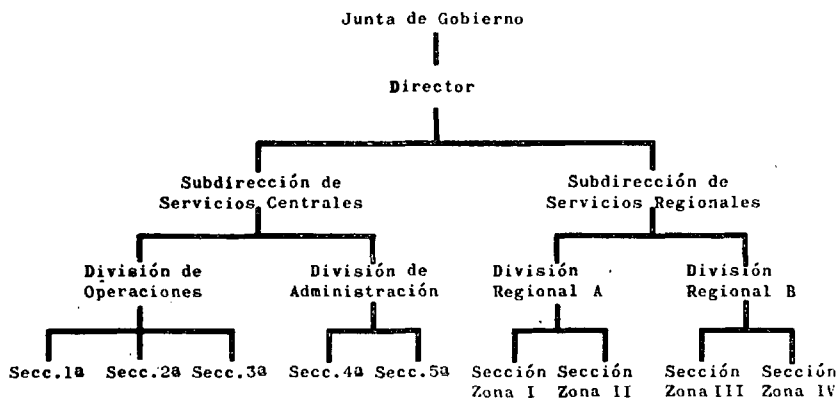 Junta de Gobierno
Director
Subdirección de
Servicios Centrales
Subdirección de
Servicios Regionales
División de
Operaciones
División de
Administración
División
Regional A
División
Regional B
Secc.1a Secc.2a Secc.3a Secc.4a Secc.5a
Sección
Zona I
Sección
Zona II
Sección
Zona III
Sección
Zona IV